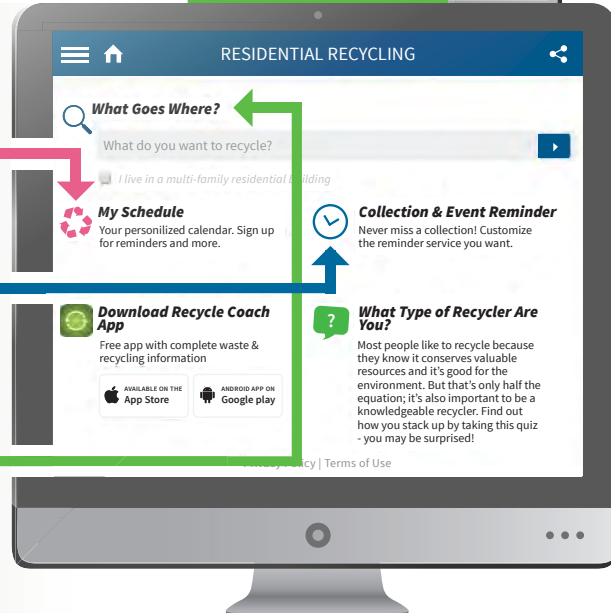 RESIDENTIAL RECYCLING
What Goes Where?
What do you want to recycle?
I live in a multi-family residential building
My Schedule
Your personilized calendar. Sign up
for reminders and more.
Collection & Event Reminder
Never miss a collection! Customize
the reminder service you want.
Download Recycle Coach
App
Free app with complete waste &
recycling information
AVAILABLE ON THE
App Store
ANDROID APP ON
Google play
?
What Type of Recycler Are
You?
Most people like to recycle because
they know it conserves valuable
resources and it's good for the
environment. But that's only half the
equation; it's also important to be a
knowledgeable recycler. Find out
how you stack up by taking this quiz
- you may be surprised!
Privacy Policy | Terms of Use